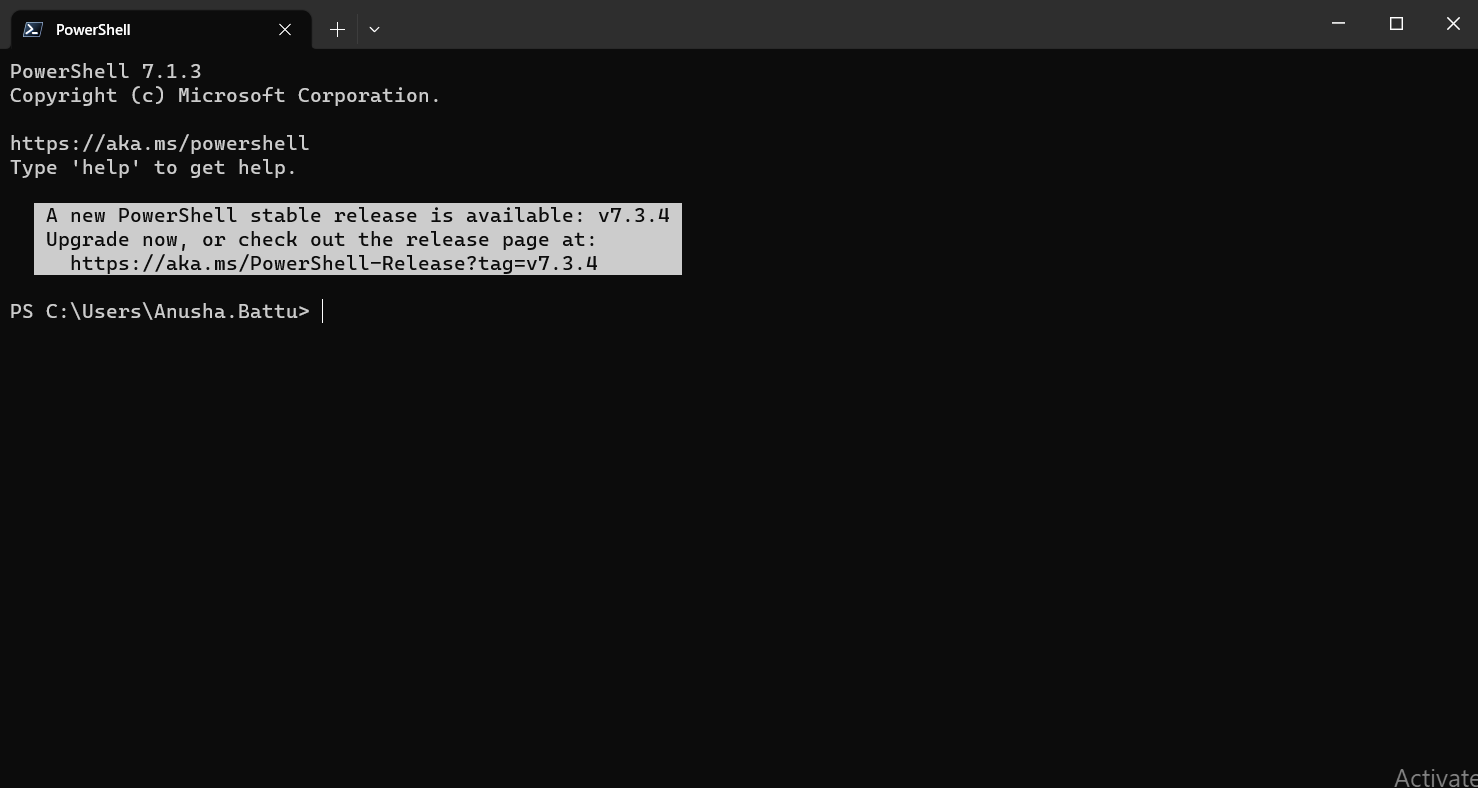 PowerShell
PowerShell 7.1.3
Copyright (c) Microsoft Corporation.
https://aka.ms/powershell
Type 'help' to get help.
A new PowerShell stable release is available: v7.3.4
Upgrade now, or check out the release page at:
https://aka.ms/PowerShell-Release?tag=v7.3.4
PS C:\Users\Anusha.Battu>
Activate